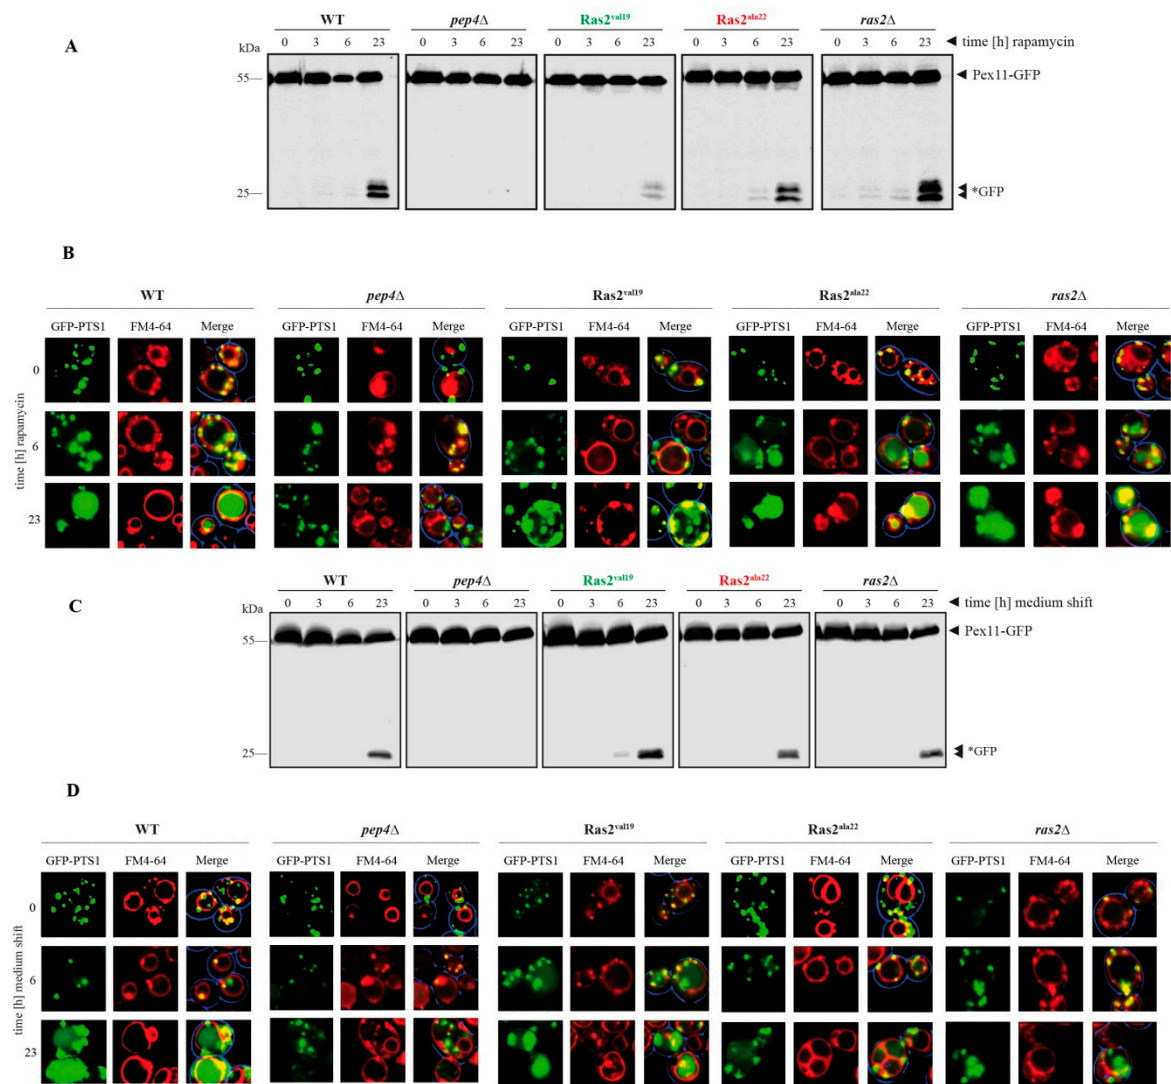 A
WT pep4Δ Ras2val19 Ras2ala22 ras2Δ
kDa 0 3 6 23 0 3 6 23 0 3 6 23 0 3 6 23 0 3 6 23 ◄ time [h] rapamycin
55— ◄ Pex11-GFP
25— *GFP
B
WT pep4Δ Ras2val19 Ras2ala22 ras2Δ
GFP-PTS1 FM4-64 Merge GFP-PTS1 FM4-64 Merge GFP-PTS1 FM4-64 Merge GFP-PTS1 FM4-64 Merge GFP-PTS1 FM4-64 Merge
time [h] rapamycin
0
6
23
C
WT pep4Δ Ras2val19 Ras2ala22 ras2Δ
kDa 0 3 6 23 0 3 6 23 0 3 6 23 0 3 6 23 0 3 6 23 ◄ time [h] medium shift
55— ◄ Pex11-GFP
25— *GFP
D
WT pep4Δ Ras2val19 Ras2ala22 ras2Δ
GFP-PTS1 FM4-64 Merge GFP-PTS1 FM4-64 Merge GFP-PTS1 FM4-64 Merge GFP-PTS1 FM4-64 Merge GFP-PTS1 FM4-64 Merge
time [h] medium shift
0
6
23